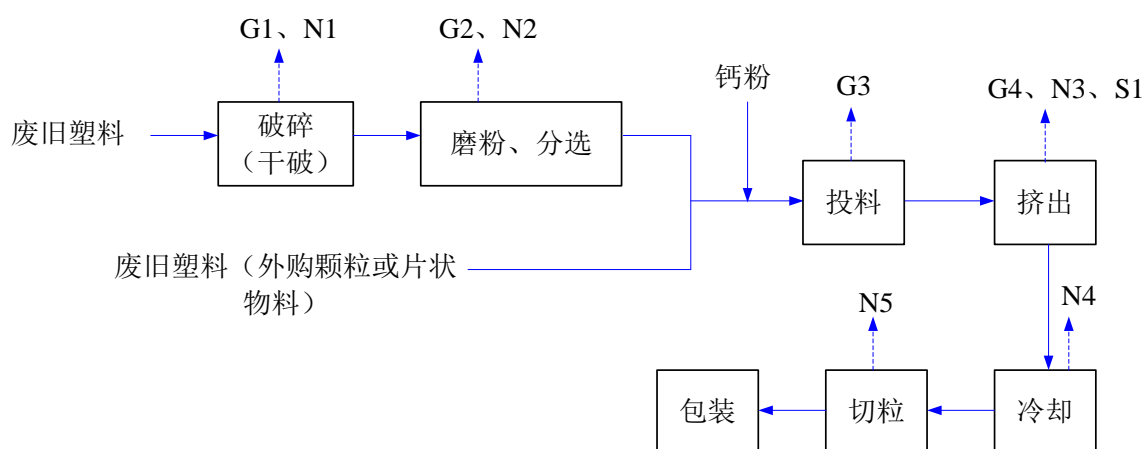 G1、N1
G2、N2
钙粉
G3
G4、N3、S1
废旧塑料
破碎
（干破）
磨粉、分选
投料
挤出
废旧塑料（外购颗粒或片状
物料）
N5
N4
包装
切粒
冷却